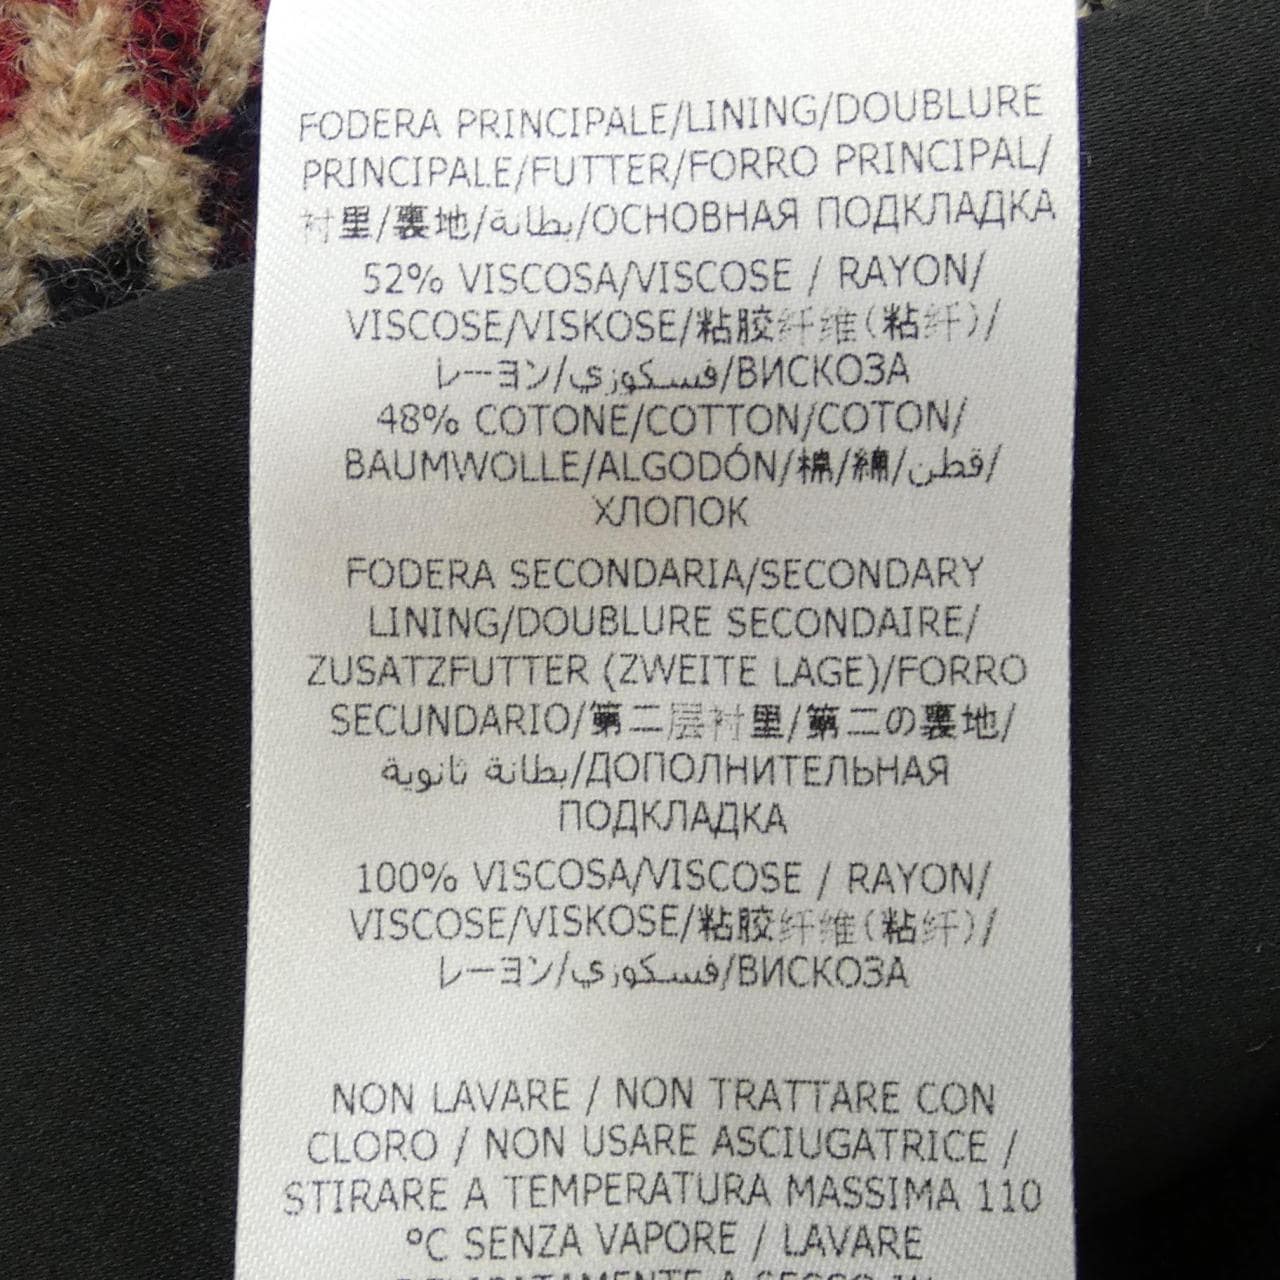 FODERA PRINCIPALE/LINING/DOUBLURE
PRINCIPALE/FUTTER/FORRO PRINCIPAL/
衬里/裏地/بطانة/ОСНОВНАЯ ПОДКЛАДКА
52% VISCOSA/VISCOSE / RAYON/
VISCOSE/VISKOSE/粘胶纤维(粘纤)/
レーヨン/فسكوزي/ВИСКОЗА
48% COTONE/COTTON/COTON/
BAUMWOLLE/ALGODÓN/棉/綿/قطن/
ХЛОПОК
FODERA SECONDARIA/SECONDARY
LINING/DOUBLURE SECONDAIRE/
ZUSATZFUTTER (ZWEITE LAGE)/FORRO
SECUNDARIO/第二层衬里/第二の裏地/
بطانة ثانوية/ДОПОЛНИТЕЛЬНАЯ
ПОДКЛАДКА
100% VISCOSA/VISCOSE / RAYON/
VISCOSE/VISKOSE/粘胶纤维(粘纤)/
レーヨン/فسكوزي/ВИСКОЗА
NON LAVARE / NON TRATTARE CON
CLORO / NON USARE ASCIUGATRICE /
STIRARE A TEMPERATURA MASSIMA 110
°C SENZA VAPORE / LAVARE